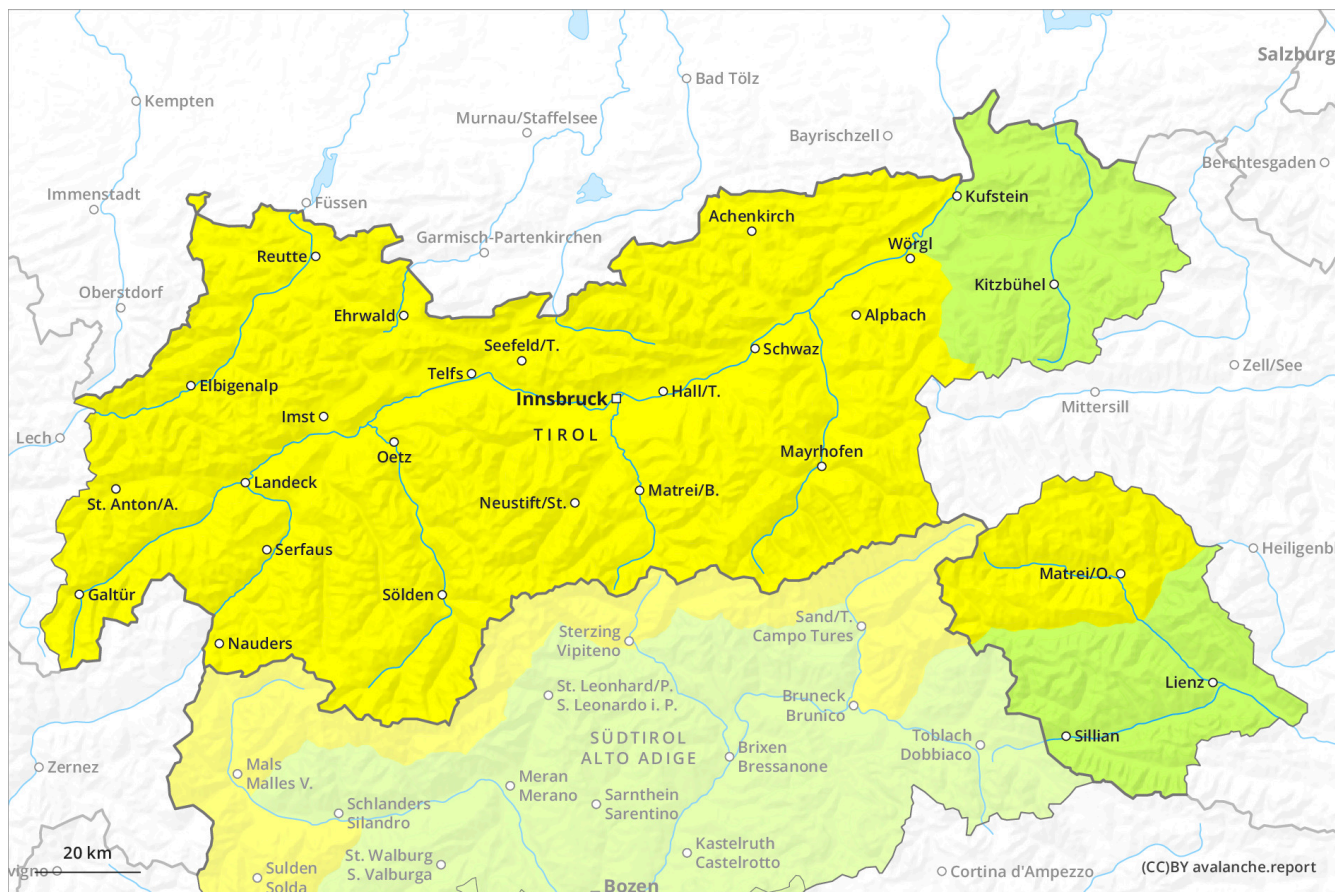 Salzburg
Bad Tölz
Kempten
Murnau/Staffelsee
Bayrischzell
Berchtesgaden
Immenstadt
Füssen
Kufstein
Achenkirch
Garmisch-Partenkirchen
Wörgl
Reutte
Kitzbühel
Oberstdorf
Ehrwald
Alpbach
Seefeld/T.
Schwaz
Zell/See
Telfs
Elbigenalp
Hall/T.
Innsbruck
Mittersill
Imst
Lech
TIROL
Mayrhofen
Oetz
Landeck
Matrei/B.
St. Anton/A.
Neustift/St.
Serfaus
Heiligenb
Matrei/O.
Galtür
Sölden
Sand/T.
Campo Tures
Sterzing
Vipiteno
Nauders
Lienz
St. Leonhard/P.
S. Leonardo i. P.
Bruneck
Brunico
SÜDTIROL
ALTO ADIGE
Toblach
Dobbiaco
Sillian
Brixen
Bressanone
Zernez
Mals
Malles V.
Meran
Merano
Sarnthein
Sarentino
Schlanders
Silandro
Kastelruth
Castelrotto
20 km
St. Walburg
S. Valburga
vigno
Sulden
Solda
Cortina d'Ampezzo
(CC)BY avalanche.report
Bozen